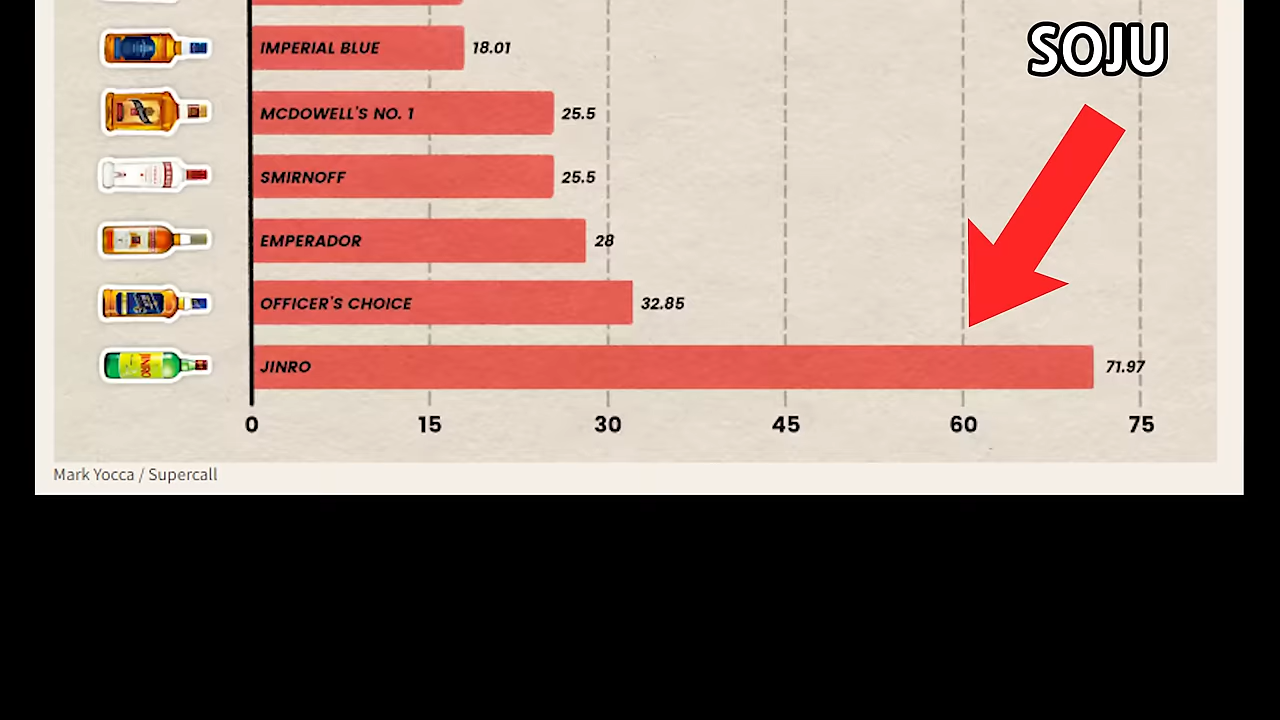 SOJU
IMPERIAL BLUE 18.01
MCDOWELL'S NO. 1 25.5
SMIRNOFF 25.5
EMPERADOR 28
OFFICER'S CHOICE 32.85
JINRO 71.97
0 15 30 45 60 75
Mark Yocca / Supercall